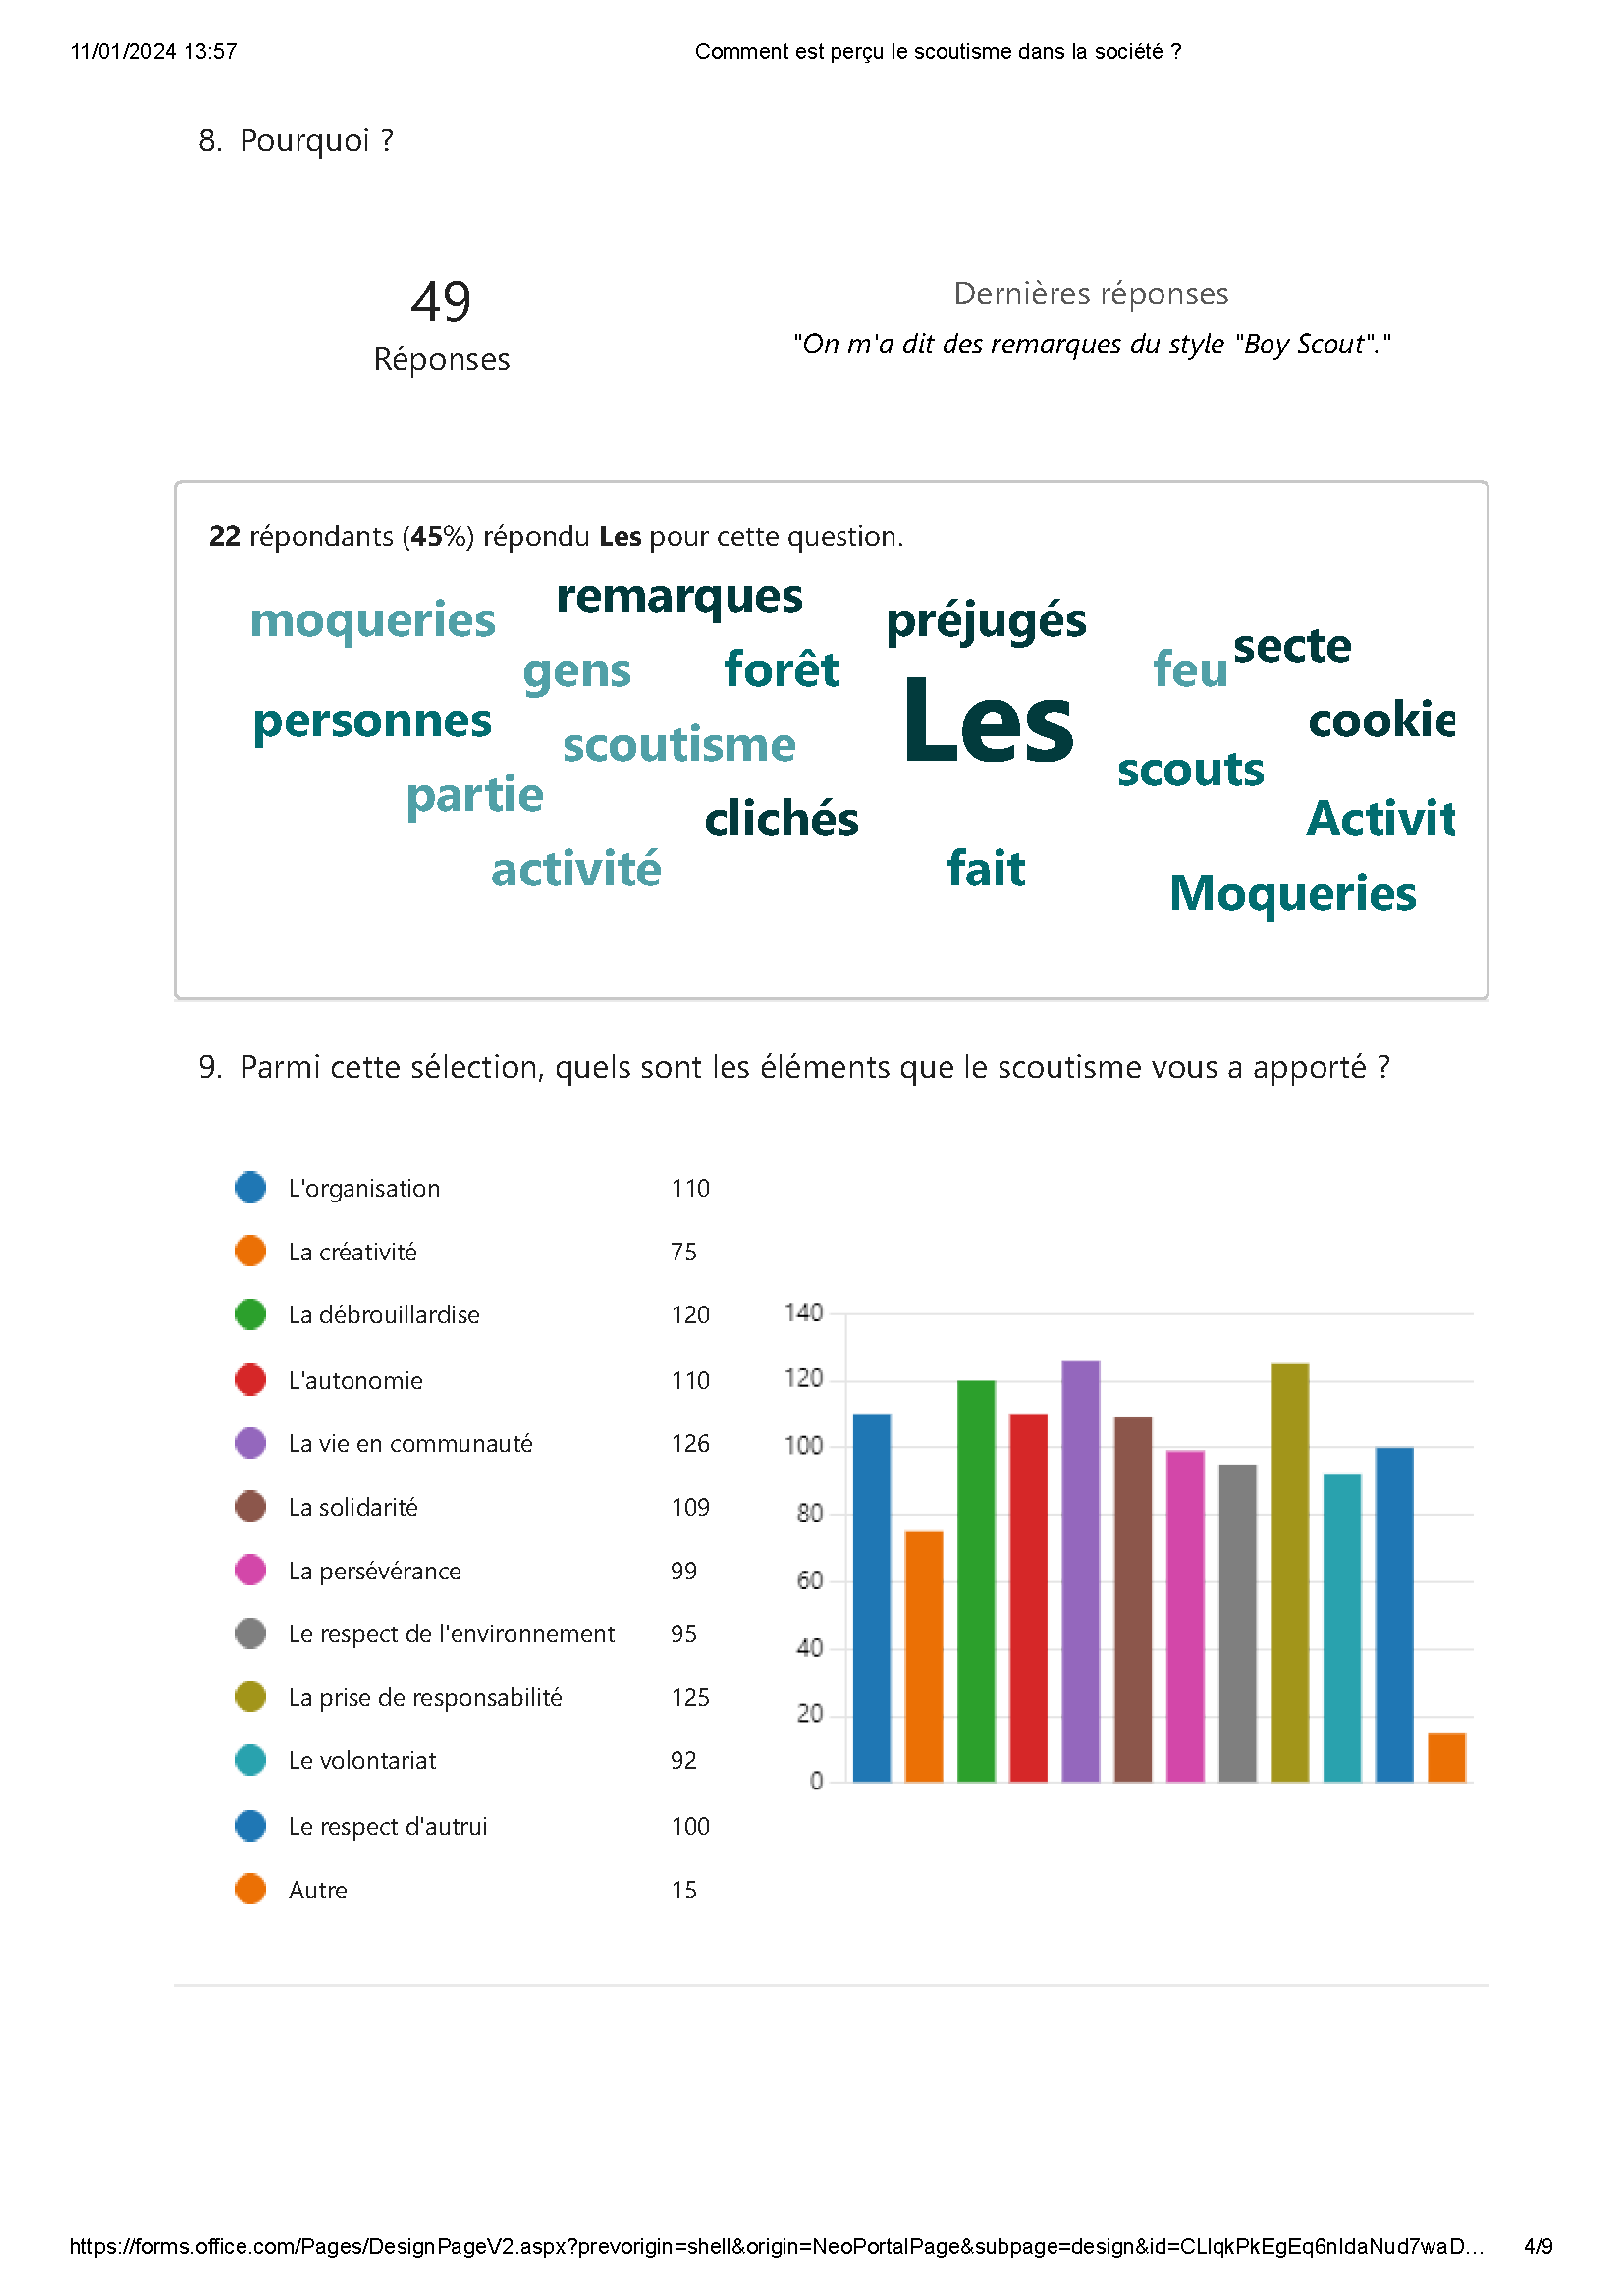 11/01/2024 13:57
Comment est perçu le scoutisme dans la société ?
8. Pourquoi ?
49
Réponses
Dernières réponses
"On m'a dit des remarques du style "Boy Scout"."
22 répondants (45%) répondu Les pour cette question.
remarques
moqueries
préjugés
secte
gens
forêt
feu
Les
personnes
cookie
scoutisme
scouts
partie
clichés
Activit
activité
fait
Moqueries
9. Parmi cette sélection, quels sont les éléments que le scoutisme vous a apporté ?
L'organisation 110
La créativité 75
La débrouillardise 120
L'autonomie 110
La vie en communauté 126
La solidarité 109
La persévérance 99
Le respect de l'environnement 95
La prise de responsabilité 125
Le volontariat 92
Le respect d'autrui 100
Autre 15
140
120
100
80
60
40
20
0
https://forms.office.com/Pages/DesignPageV2.aspx?prevorigin=shell&origin=NeoPortalPage&subpage=design&id=CLIqkPkEgEq6nIdaNud7waD…
4/9